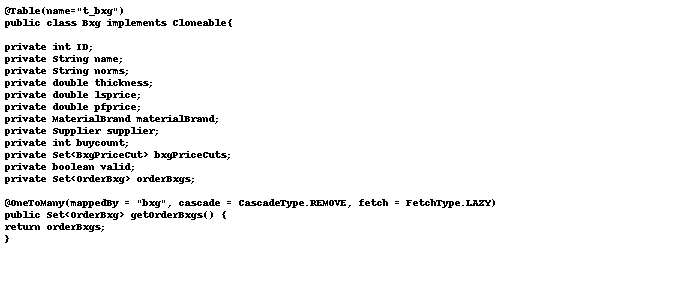 @Table(name="t_bxg")
public class Bxg implements Cloneable{
private int ID;
private String name;
private String norms;
private double thickness;
private double lsprice;
private double pfprice;
private MaterialBrand materialBrand;
private Supplier supplier;
private int buycount;
private Set<BxgPriceCut> bxgPriceCuts;
private boolean valid;
private Set<OrderBxg> orderBxgs;
@OneToMany(mappedBy = "bxg", cascade = CascadeType.REMOVE, fetch = FetchType.LAZY)
public Set<OrderBxg> getOrderBxgs() {
return orderBxgs;
}